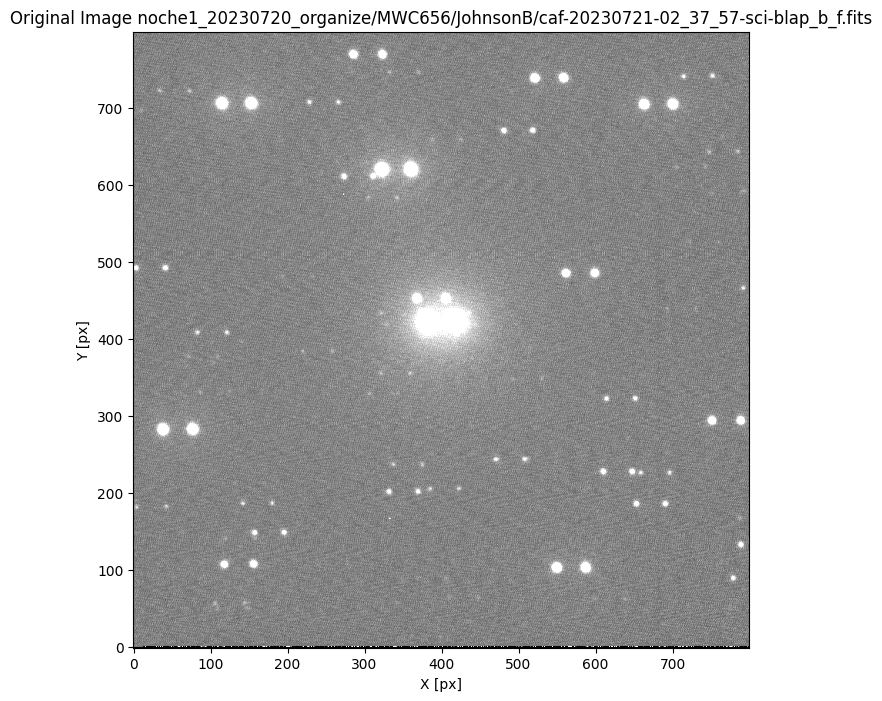 Original Image noche1_20230720_organize/MWC656/JohnsonB/caf-20230721-02_37_57-sci-blap_b_f.fits
700
600
500
400
300
200
100
0
Y [px]
0 100 200 300 400 500 600 700
X [px]